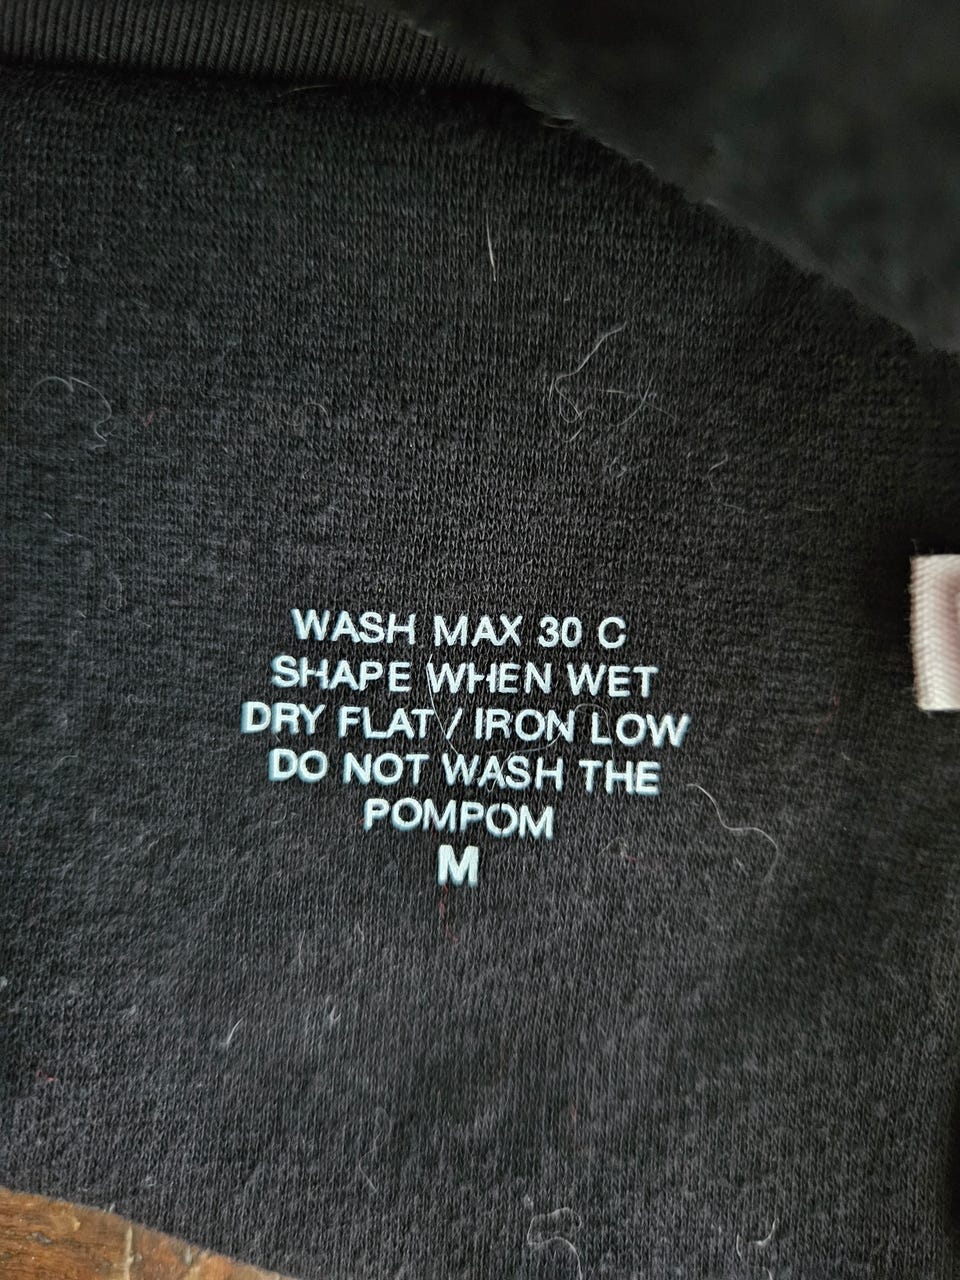 WASH MAX 30 C
SHAPE WHEN WET
DRY FLAT / IRON LOW
DO NOT WASH THE
POMPOM
M